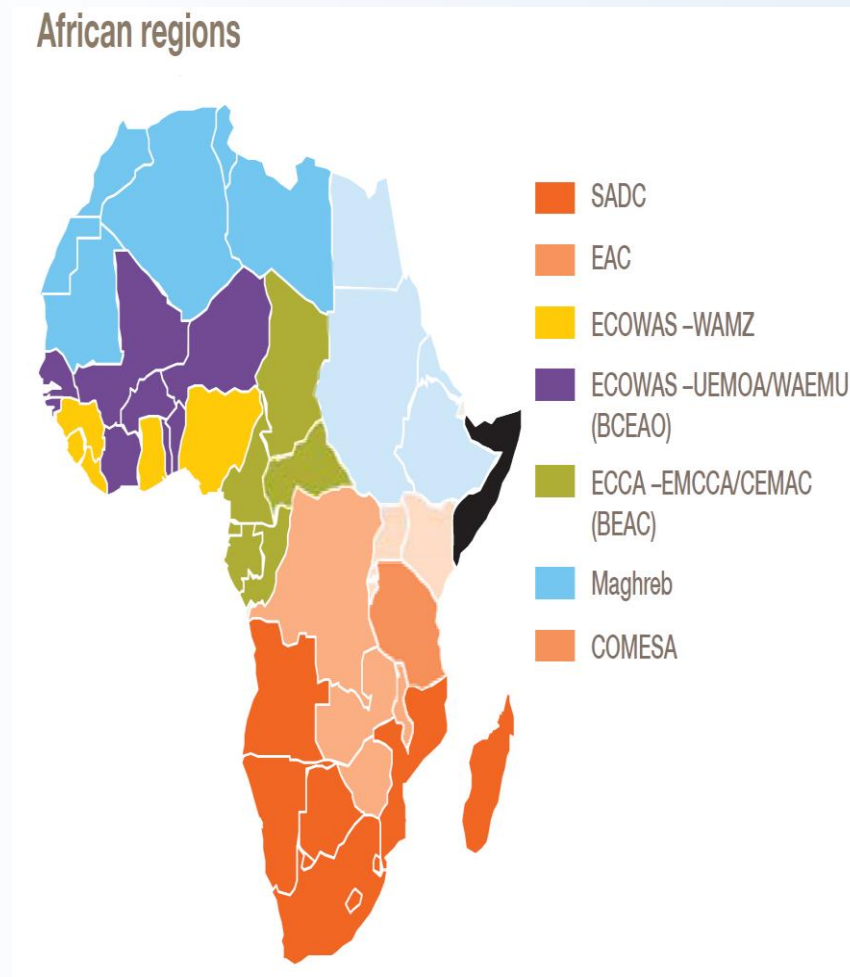 African regions
SADC
EAC
ECOWAS –WAMZ
ECOWAS –UEMOA/WAEMU
(BCEAO)
ECCA –EMCCA/CEMAC
(BEAC)
Maghreb
COMESA